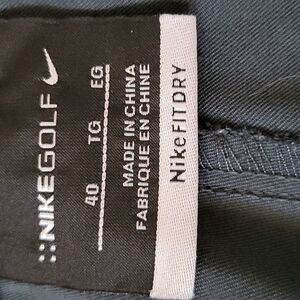 ::NIKEGOLF
40 TG EG
MADE IN CHINA
FABRIQUE EN CHINE
NikeFITDRY